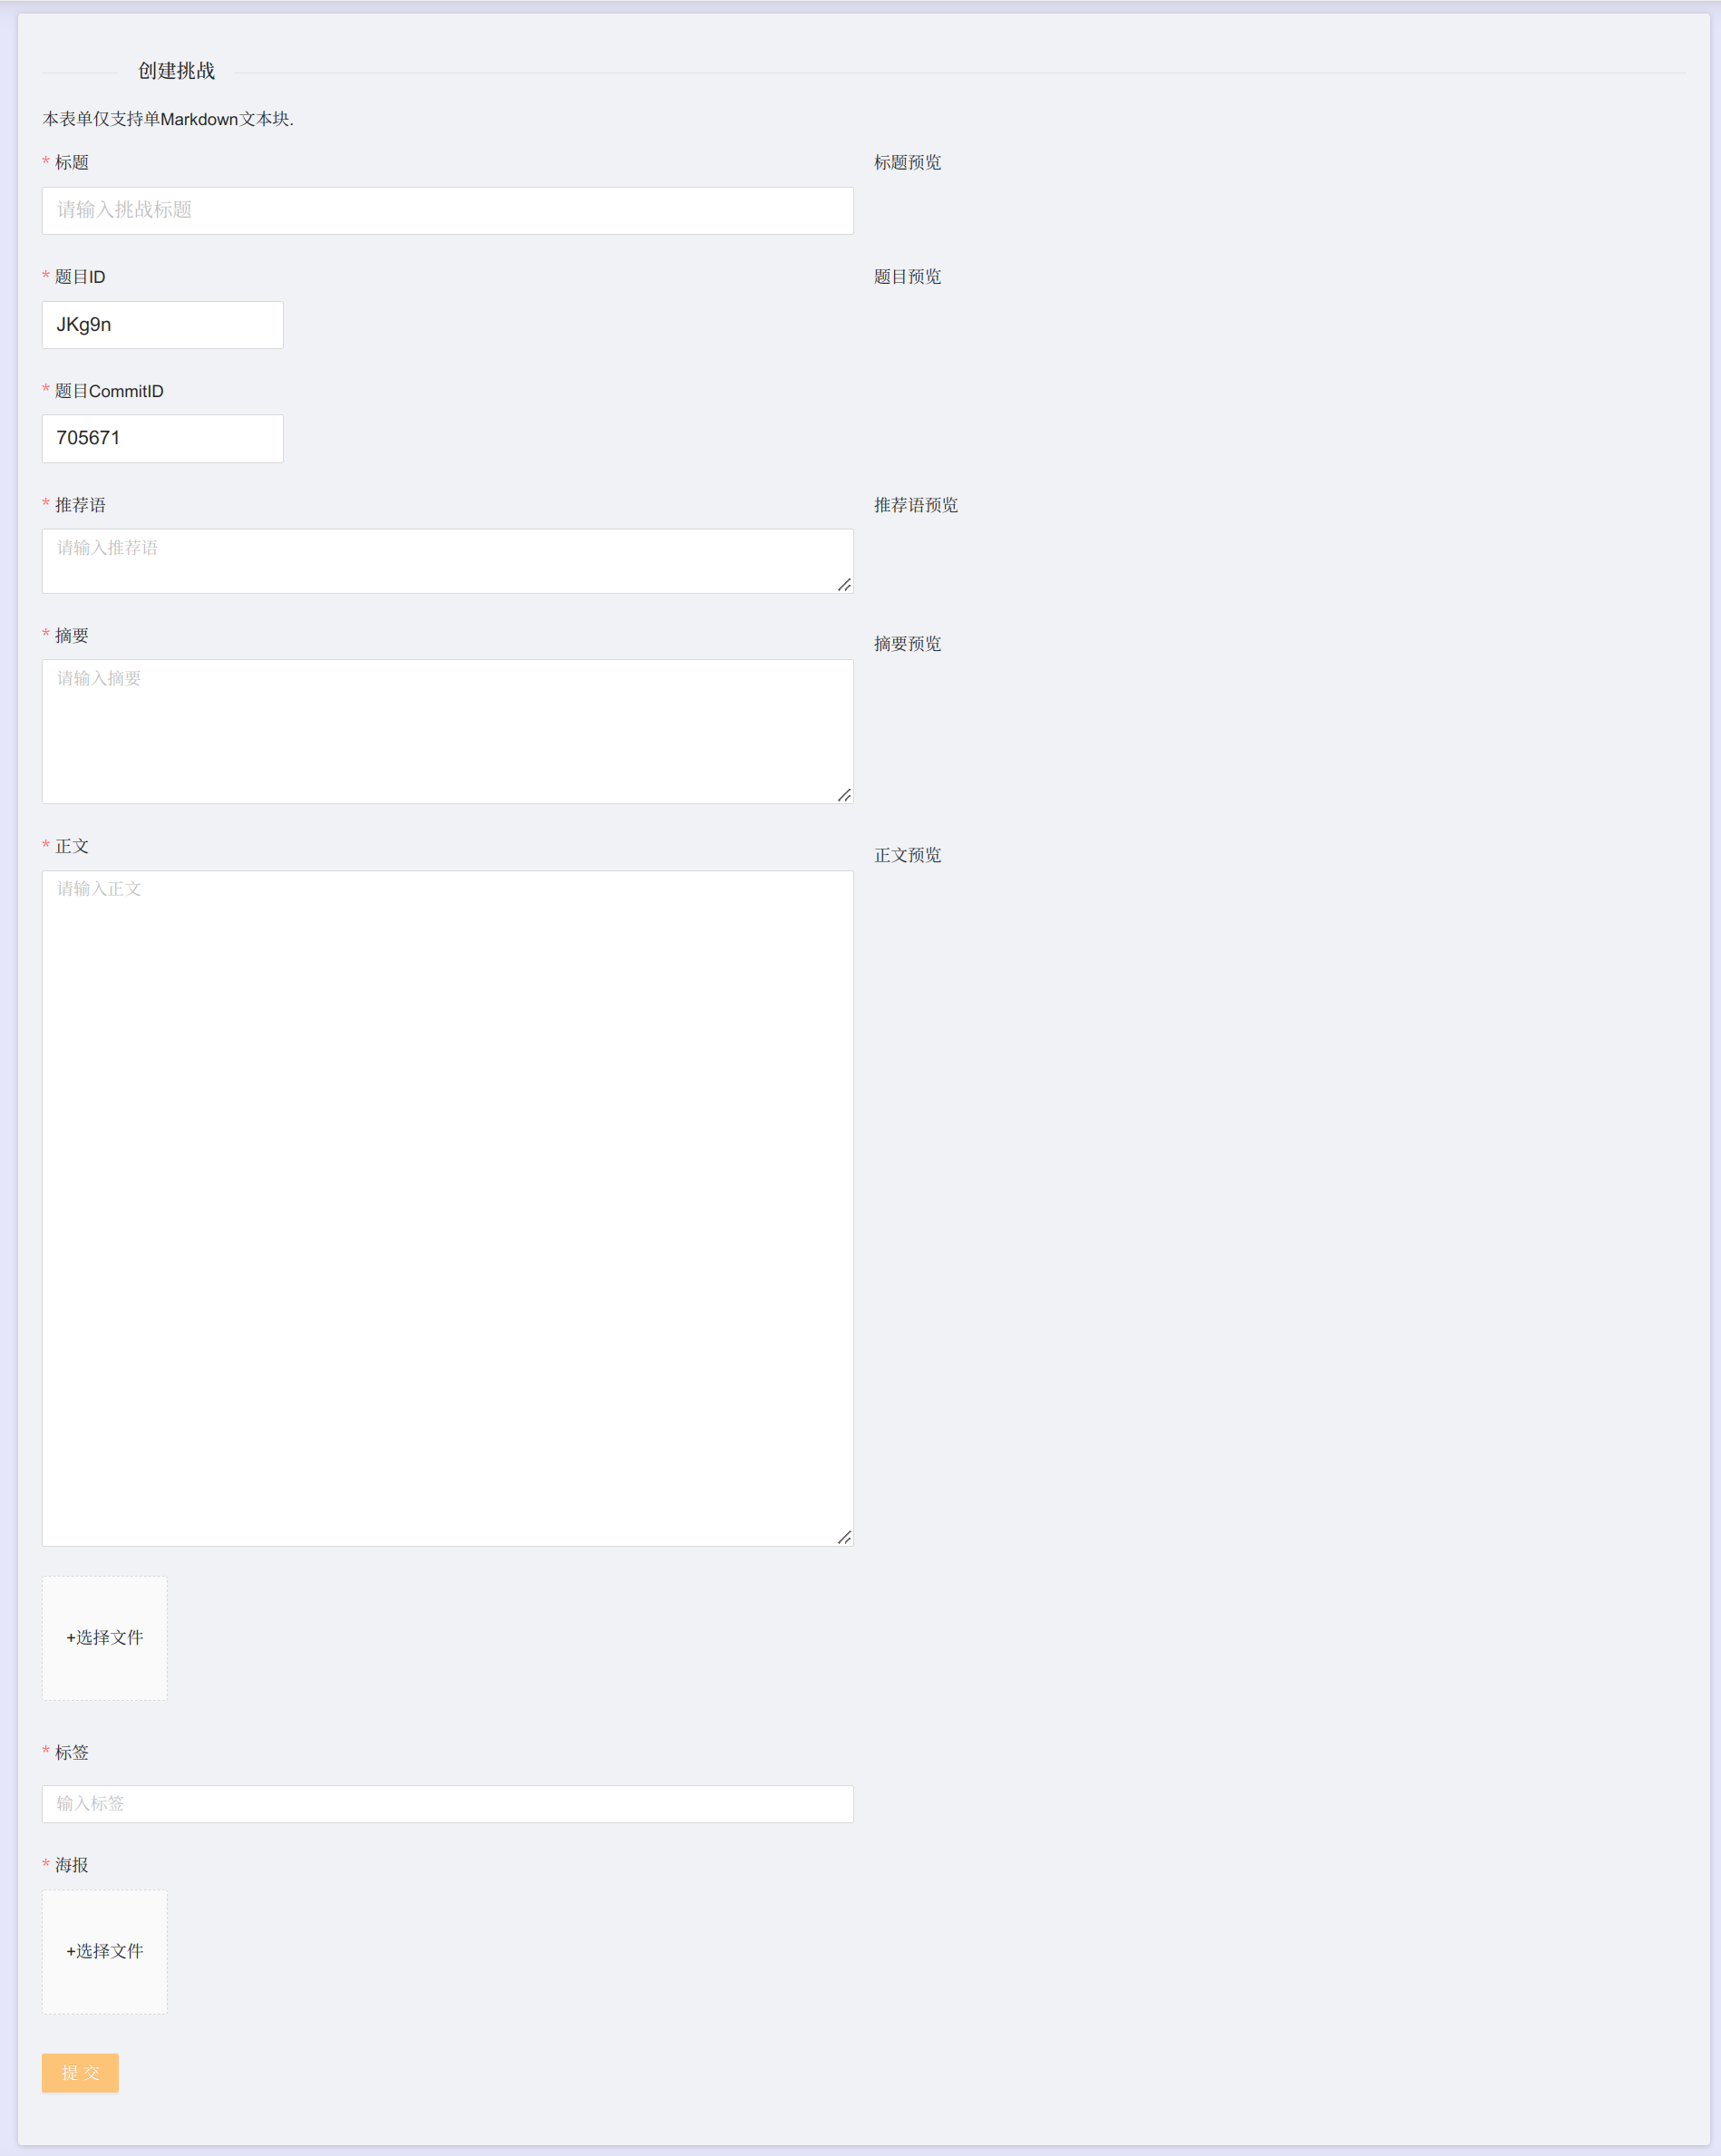 创建挑战
本表单仅支持单Markdown文本块.
* 标题
标题预览
请输入挑战标题
* 题目ID
题目预览
JKg9n
* 题目CommitID
705671
* 推荐语
推荐语预览
请输入推荐语
* 摘要
摘要预览
请输入摘要
* 正文
正文预览
请输入正文
+选择文件
* 标签
输入标签
* 海报
+选择文件
提 交